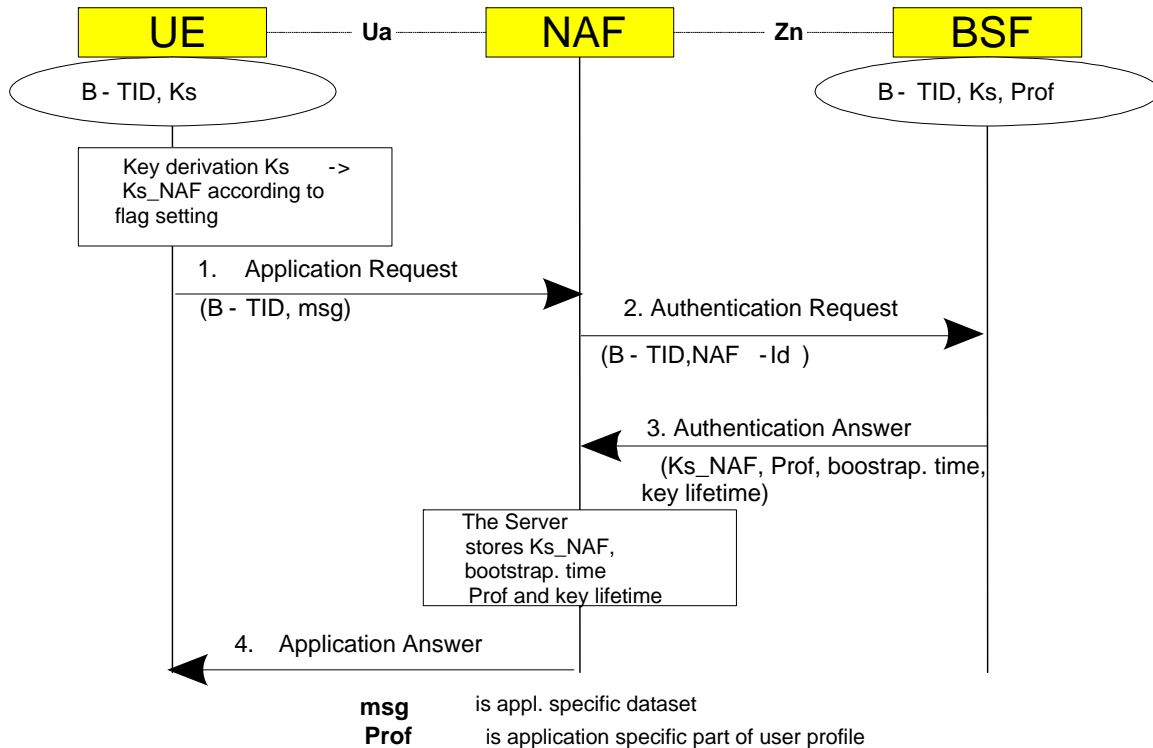 UE Ua NAF Zn BSF
B - TID, Ks
B - TID, Ks, Prof
Key derivation Ks ->
Ks_NAF according to
flag setting
1. Application Request
(B - TID, msg)
2. Authentication Request
(B - TID,NAF -Id )
3. Authentication Answer
(Ks_NAF, Prof, boostrap. time,
key lifetime)
The Server
stores Ks_NAF,
bootstrap. time
Prof and key lifetime
4. Application Answer
msg is appl. specific dataset
Prof is application specific part of user profile